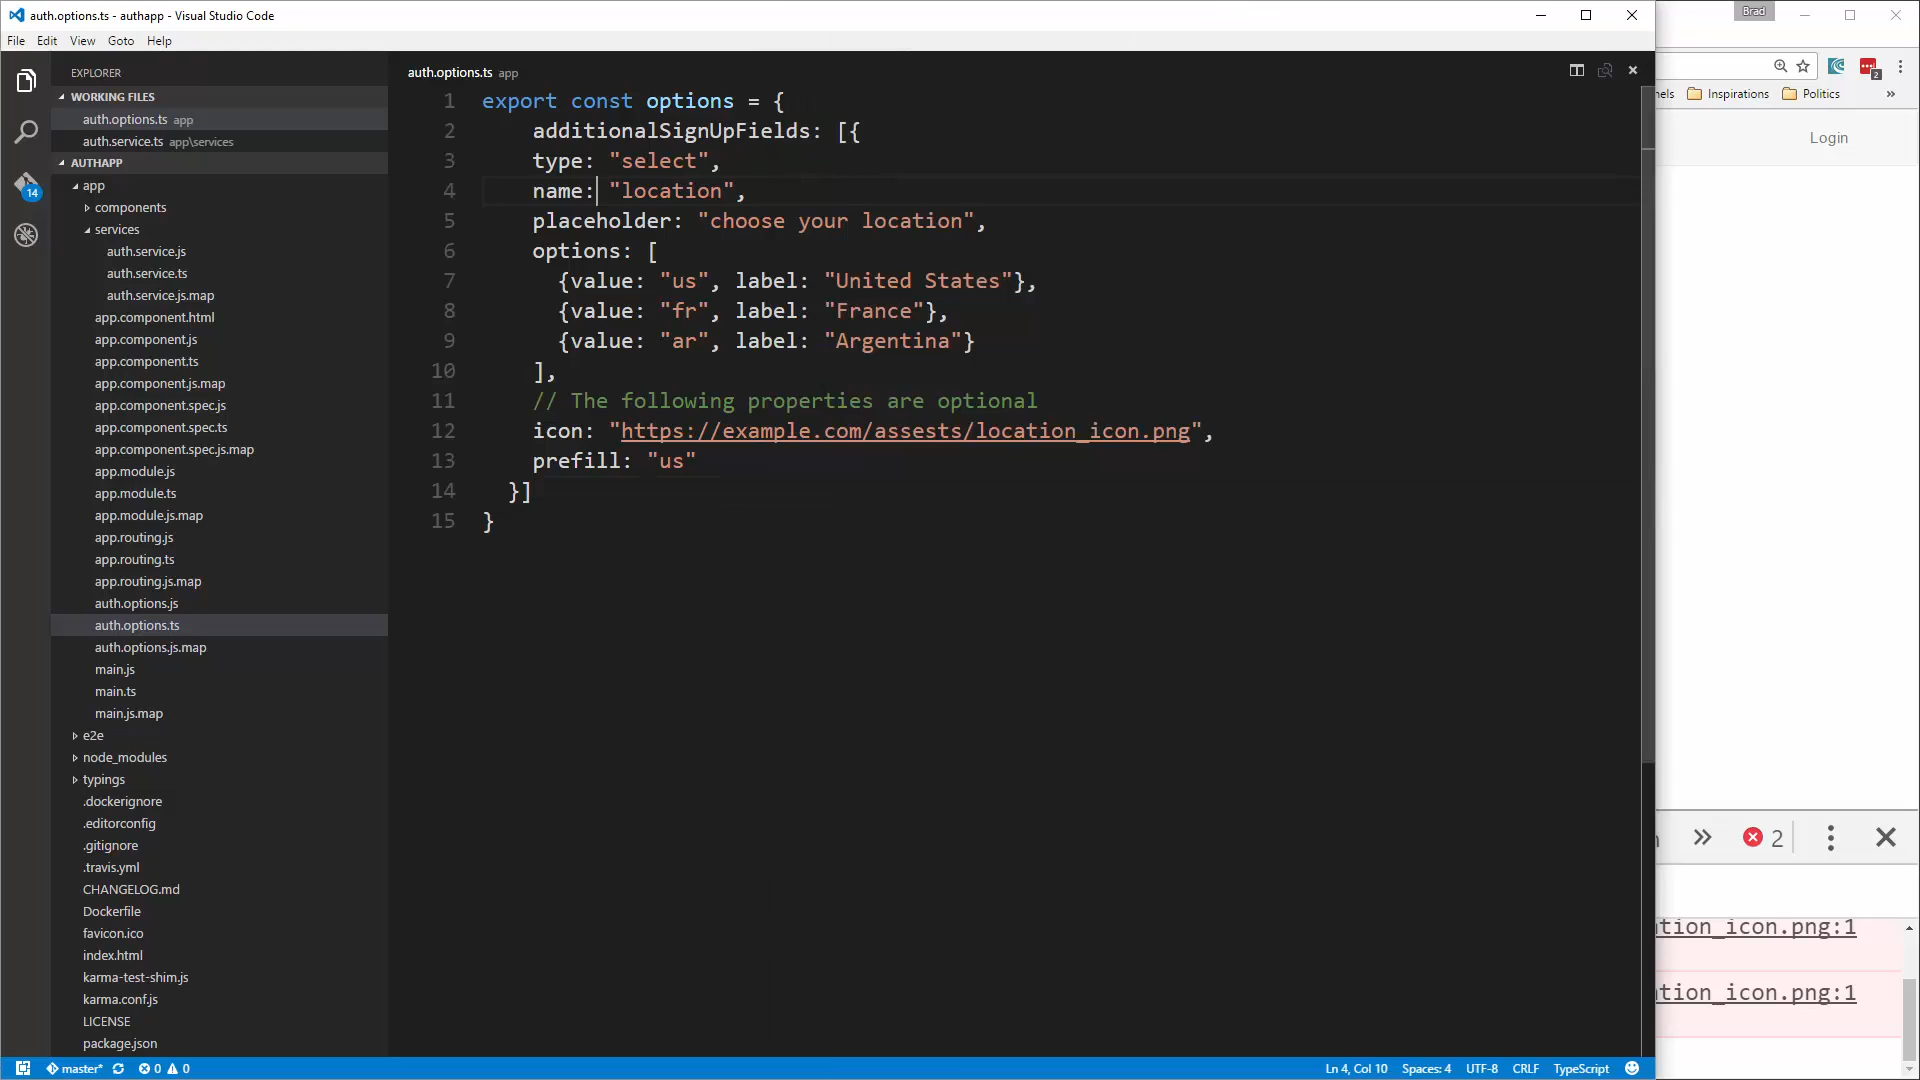 auth.options.ts - authapp - Visual Studio Code
Brad
File Edit View Goto Help
EXPLORER
WORKING FILES
auth.options.ts app
auth.service.ts app\services
AUTHAPP
app
components
services
auth.service.js
auth.service.ts
auth.service.js.map
app.component.html
app.component.js
app.component.ts
app.component.js.map
app.component.spec.js
app.component.spec.ts
app.component.spec.js.map
app.module.js
app.module.ts
app.module.js.map
app.routing.js
app.routing.ts
app.routing.js.map
auth.options.js
auth.options.ts
auth.options.js.map
main.js
main.ts
main.js.map
e2e
node_modules
typings
.dockerignore
.editorconfig
.gitignore
.travis.yml
CHANGELOG.md
Dockerfile
favicon.ico
index.html
karma-test-shim.js
karma.conf.js
LICENSE
package.json
14
auth.options.ts app
1 export const options = {
2 additionalSignUpFields: [{
3 type: "select",
4 name: "location",
5 placeholder: "choose your location",
6 options: [
7 {value: "us", label: "United States"},
8 {value: "fr", label: "France"},
9 {value: "ar", label: "Argentina"}
10 ],
11 // The following properties are optional
12 icon: "https://example.com/assests/location_icon.png",
13 prefill: "us"
14 }]
15 }
2
nels Inspirations Politics »
Login
2
tion_icon.png:1
tion_icon.png:1
master* 0 0 Ln 4, Col 10 Spaces: 4 UTF-8 CRLF TypeScript